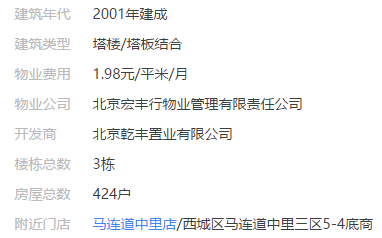 建筑年代 2001年建成
建筑类型 塔楼/塔板结合
物业费用 1.98元/平米/月
物业公司 北京宏丰行物业管理有限责任公司
开发商 北京乾丰置业有限公司
楼栋总数 3栋
房屋总数 424户
附近门店 马连道中里店/西城区马连道中里三区5-4底商